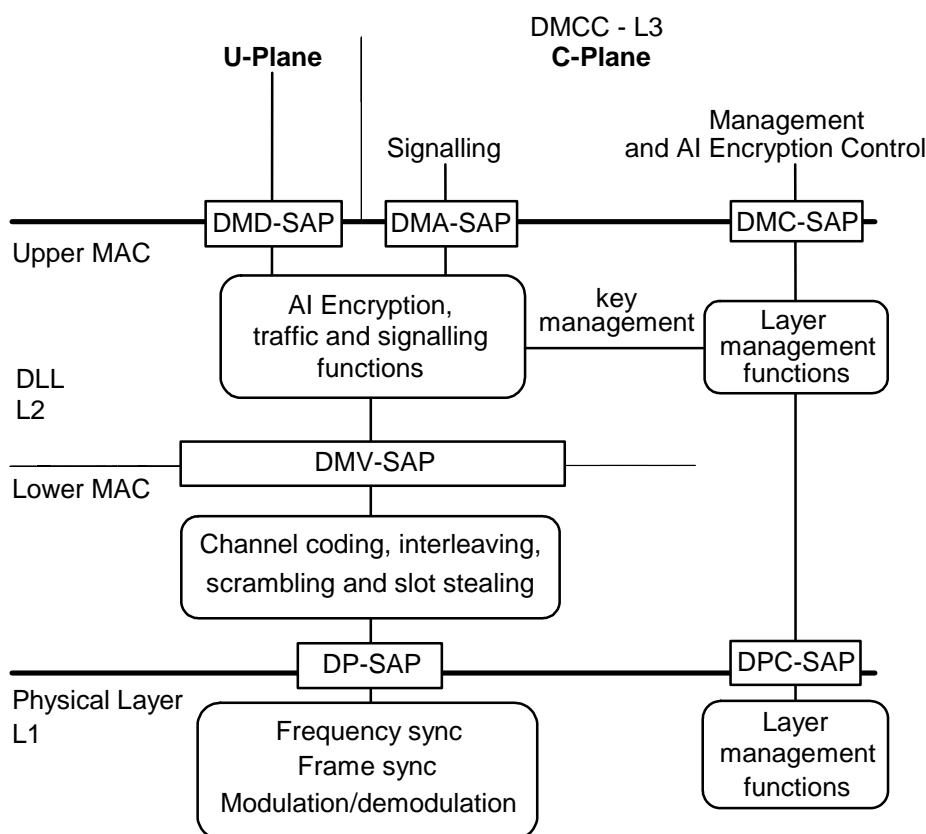 DMCC - L3
U-Plane
C-Plane
Signalling
Management
and AI Encryption Control
DMD-SAP
DMA-SAP
DMC-SAP
Upper MAC
AI Encryption,
traffic and signalling
functions
key
management
Layer
management
functions
DLL
L2
DMV-SAP
Lower MAC
Channel coding, interleaving,
scrambling and slot stealing
DP-SAP
DPC-SAP
Physical Layer
L1
Frequency sync
Frame sync
Modulation/demodulation
Layer
management
functions